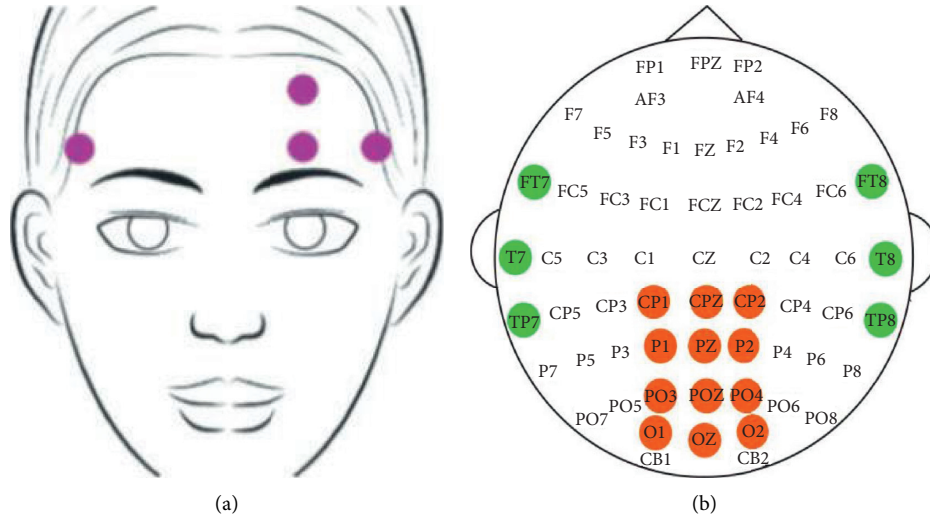 FP1 FPZ FP2
AF3 AF4
F7 F5 F3 F1 FZ F2 F4 F6 F8
FT7 FC5 FC3 FC1 FCZ FC2 FC4 FC6 FT8
T7 C5 C3 C1 CZ C2 C4 C6 T8
TP7 CP5 CP3 CP1 CPZ CP2 CP4 CP6 TP8
P7 P5 P3 P1 PZ P2 P4 P6 P8
PO7 PO5 PO3 POZ PO4 PO6 PO8
O1 OZ O2
CB1 CB2
(a) (b)